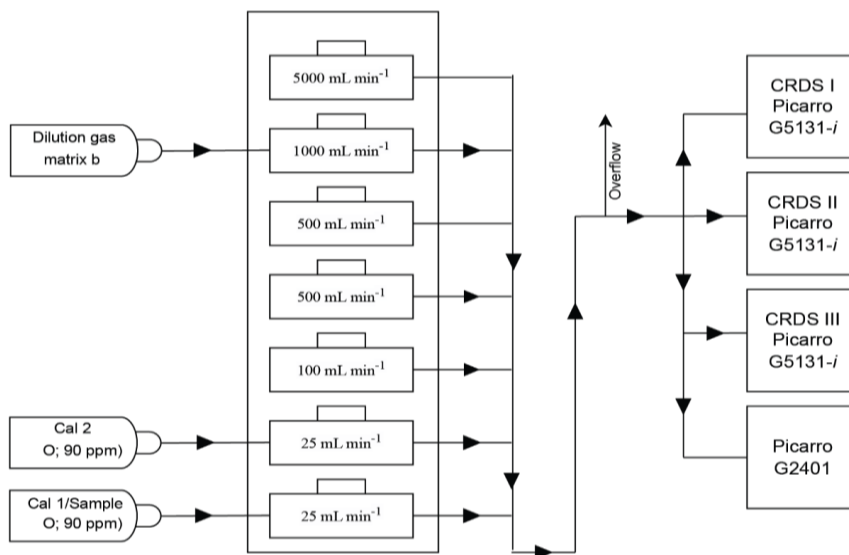 Dilution gas
matrix b
Cal 2
O; 90 ppm)
Cal 1/Sample
O; 90 ppm)
5000 mL min⁻¹
1000 mL min⁻¹
500 mL min⁻¹
500 mL min⁻¹
100 mL min⁻¹
25 mL min⁻¹
25 mL min⁻¹
Overflow
CRDS I
Picarro
G5131-i
CRDS II
Picarro
G5131-i
CRDS III
Picarro
G5131-i
Picarro
G2401